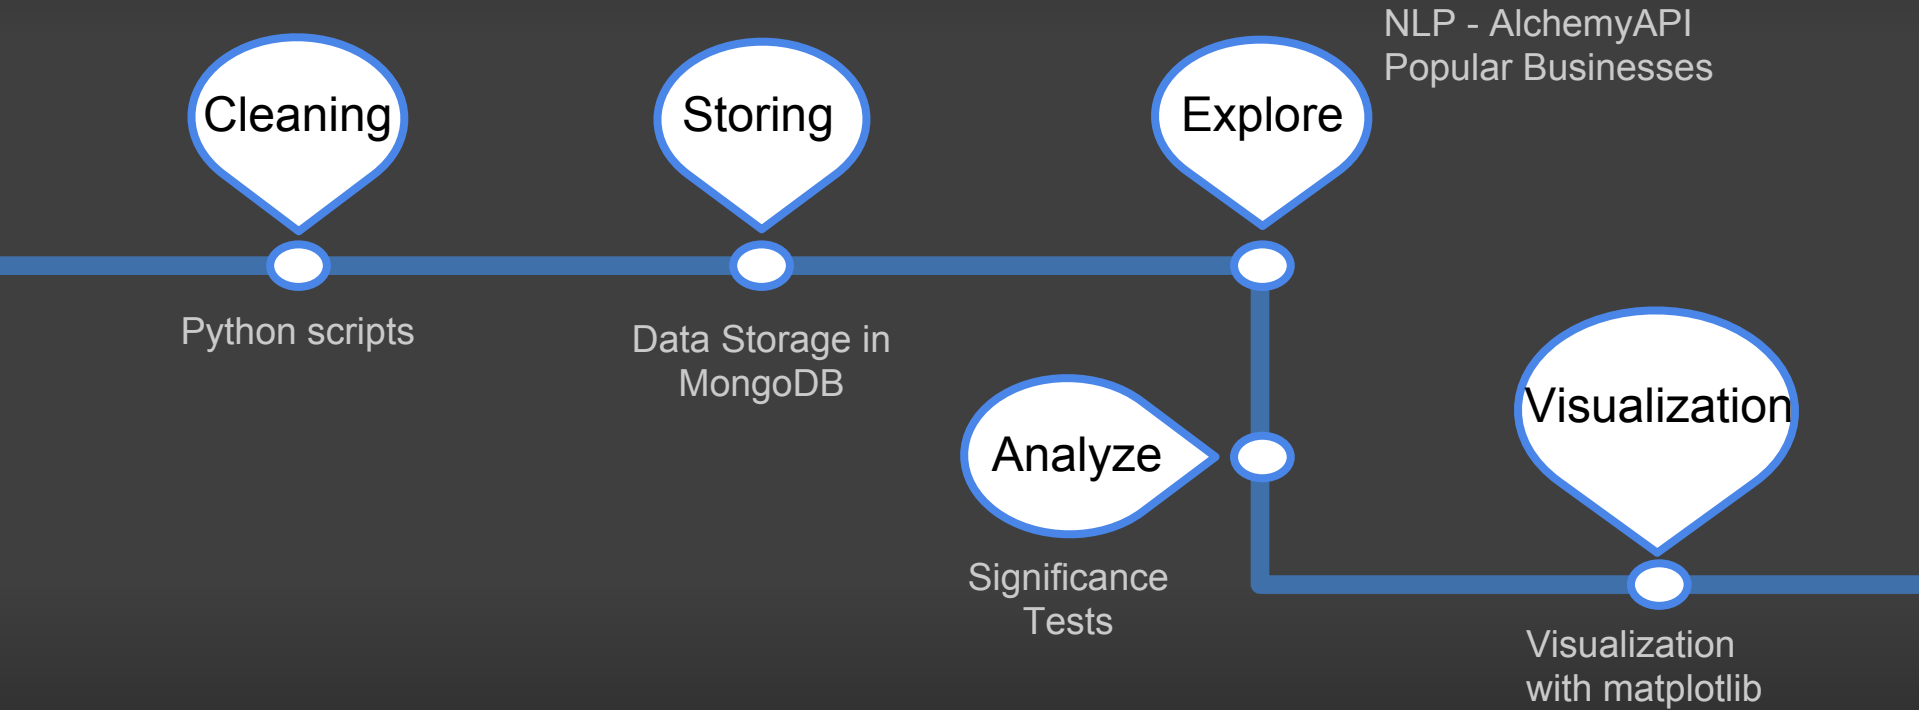 NLP - AlchemyAPI
Popular Businesses
Cleaning
Storing
Explore
Python scripts
Data Storage in
MongoDB
Analyze
Significance
Tests
Visualization
Visualization
with matplotlib